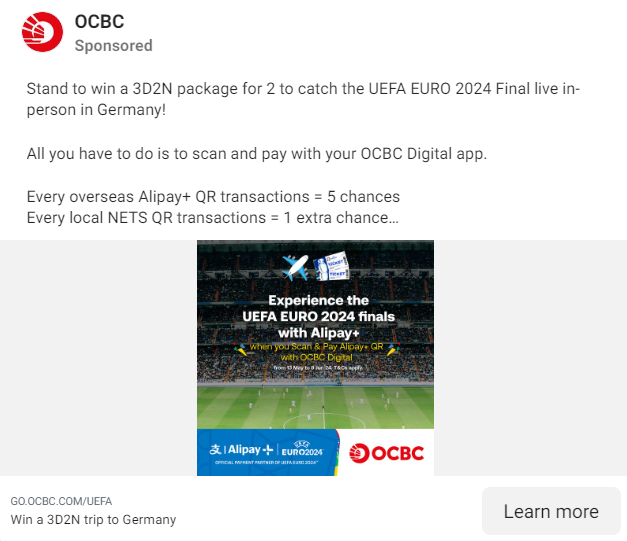 OCBC
Sponsored
Stand to win a 3D2N package for 2 to catch the UEFA EURO 2024 Final live in-
person in Germany!
All you have to do is to scan and pay with your OCBC Digital app.
Every overseas Alipay+ QR transactions = 5 chances
Every local NETS QR transactions = 1 extra chance...
TICKET
TICKET
Experience the
UEFA EURO 2024 finals
with Alipay+
when you Scan & Pay Alipay+ QR
with OCBC Digital
from 13 May to 9 Jun 24. T&Cs apply.
支 | Alipay+ | UEFA EURO2024
OFFICIAL PAYMENT PARTNER OF UEFA EURO 2024™
OCBC
GO.OCBC.COM/UEFA
Win a 3D2N trip to Germany
Learn more